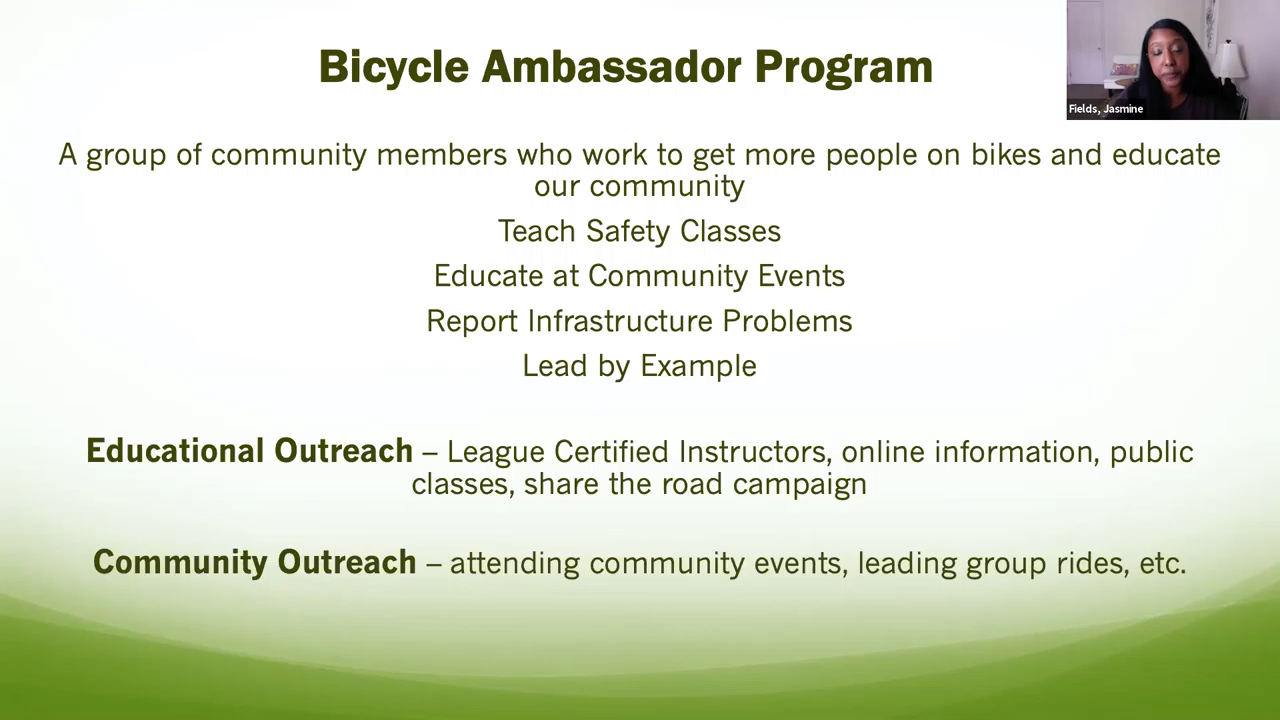 Bicycle Ambassador Program
Fields, Jasmine
A group of community members who work to get more people on bikes and educate
our community
Teach Safety Classes
Educate at Community Events
Report Infrastructure Problems
Lead by Example
Educational Outreach – League Certified Instructors, online information, public
classes, share the road campaign
Community Outreach – attending community events, leading group rides, etc.